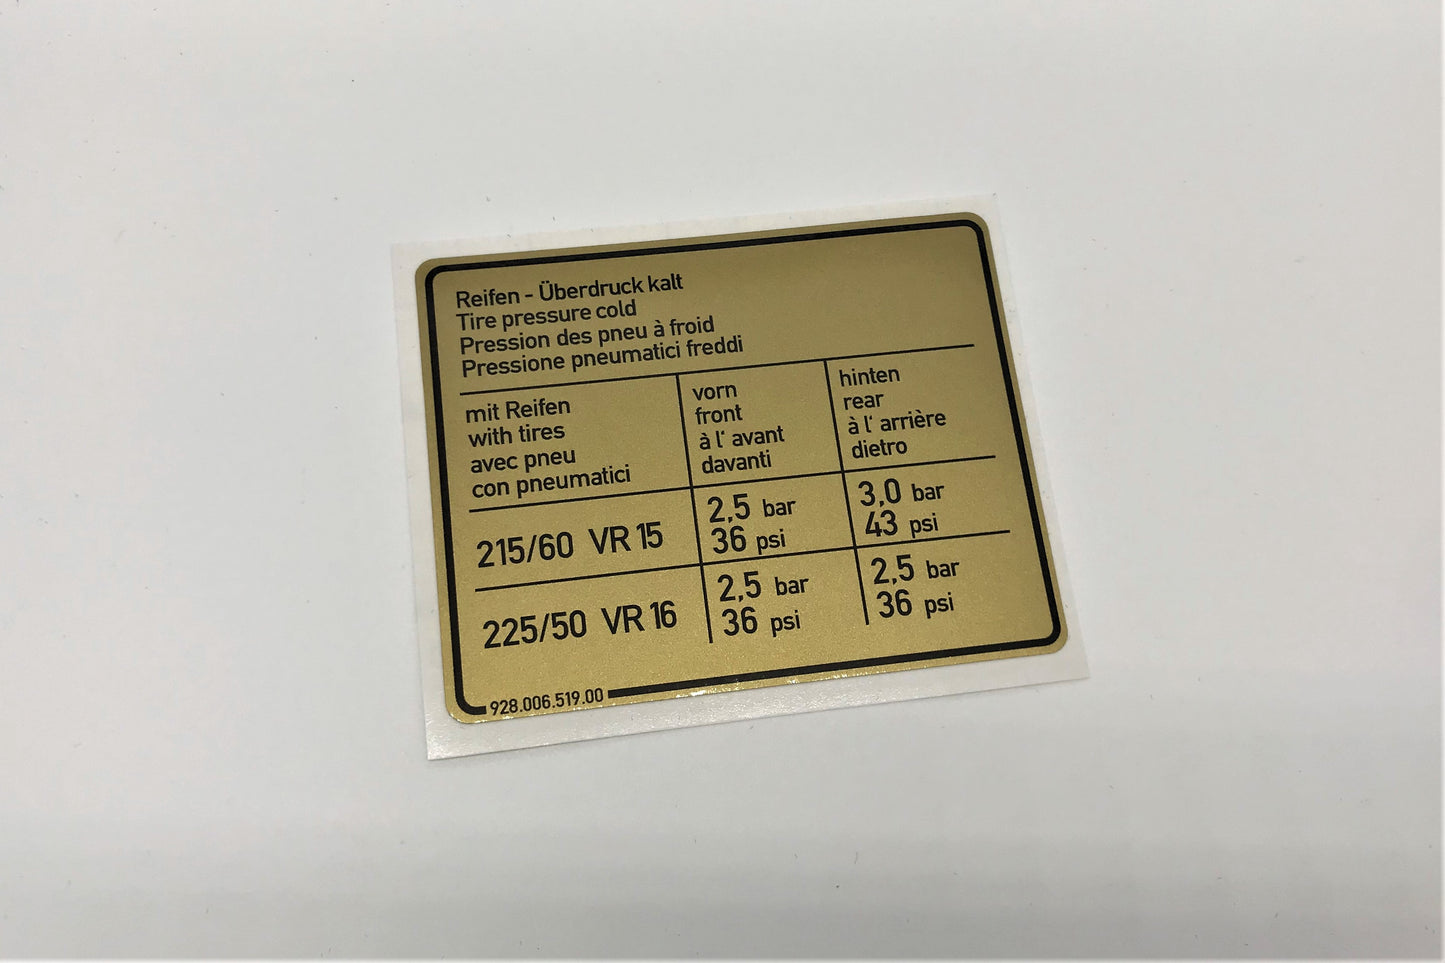 Reifen - Überdruck kalt
Tire pressure cold
Pression des pneu à froid
Pressione pneumatici freddi
mit Reifen
with tires
avec pneu
con pneumatici
vorn
front
à l‘ avant
davanti
hinten
rear
à l‘ arrière
dietro
215/60 VR 15
2,5 bar
36 psi
3,0 bar
43 psi
225/50 VR 16
2,5 bar
36 psi
2,5 bar
36 psi
928.006.519.00